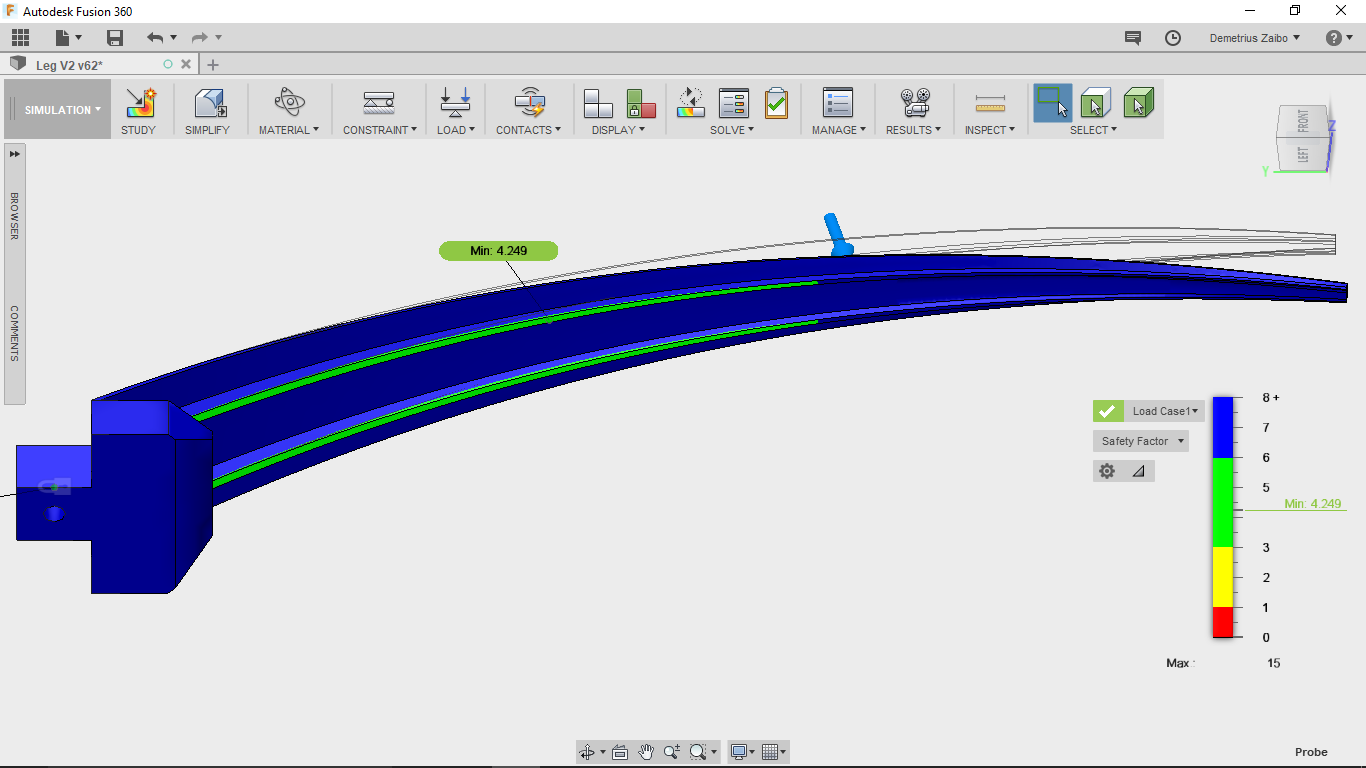 Autodesk Fusion 360
Demetrius Zaibo
Leg V2 v62*
SIMULATION
STUDY
SIMPLIFY
MATERIAL
CONSTRAINT
LOAD
CONTACTS
DISPLAY
SOLVE
MANAGE
RESULTS
INSPECT
SELECT
BROWSER
COMMENTS
FRONT
LEFT
Z
Y
Min: 4.249
Load Case1
Safety Factor
8 +
7
6
5
Min: 4.249
3
2
1
0
Max : 15
Probe